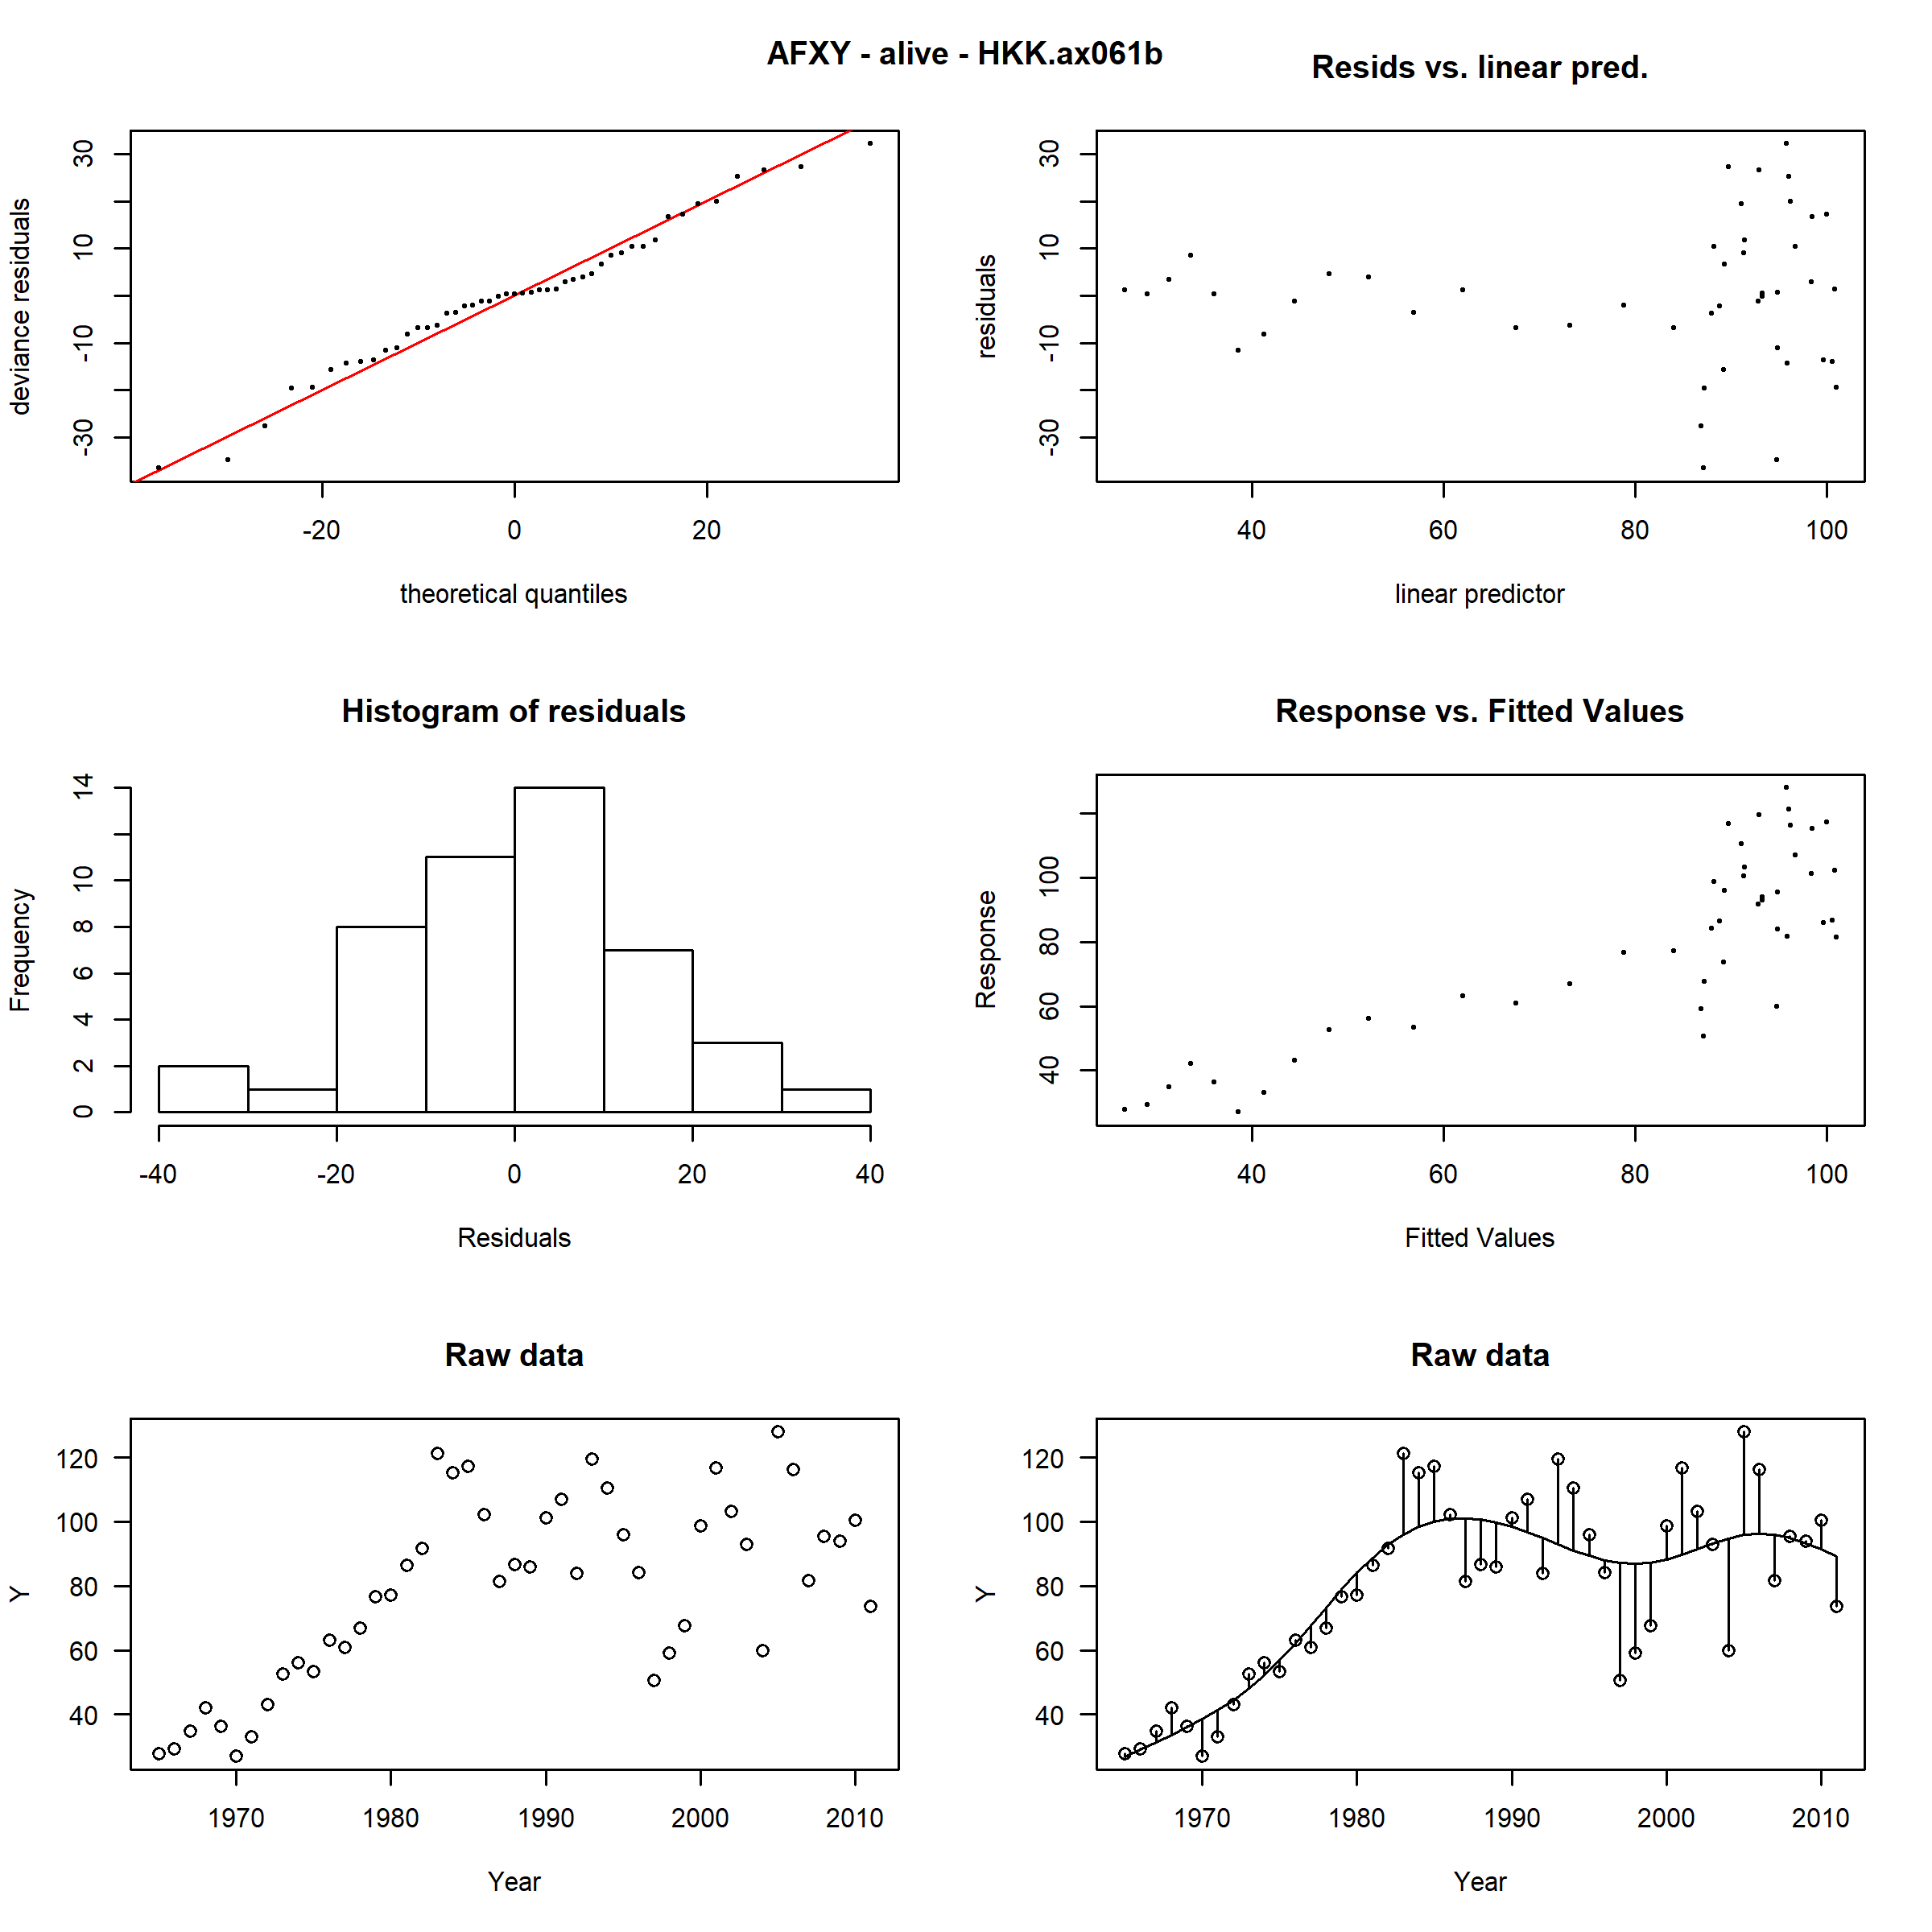 AFXY - alive - HKK.ax061b
Resids vs. linear pred.
deviance residuals
30
10
-10
-30
-20 0 20
theoretical quantiles
residuals
30
10
-10
-30
40 60 80 100
linear predictor
Histogram of residuals
Frequency
14
10
8
6
4
2
0
-40 -20 0 20 40
Residuals
Response vs. Fitted Values
Response
100
80
60
40
40 60 80 100
Fitted Values
Raw data
Y
120
100
80
60
40
1970 1980 1990 2000 2010
Year
Raw data
Y
120
100
80
60
40
1970 1980 1990 2000 2010
Year